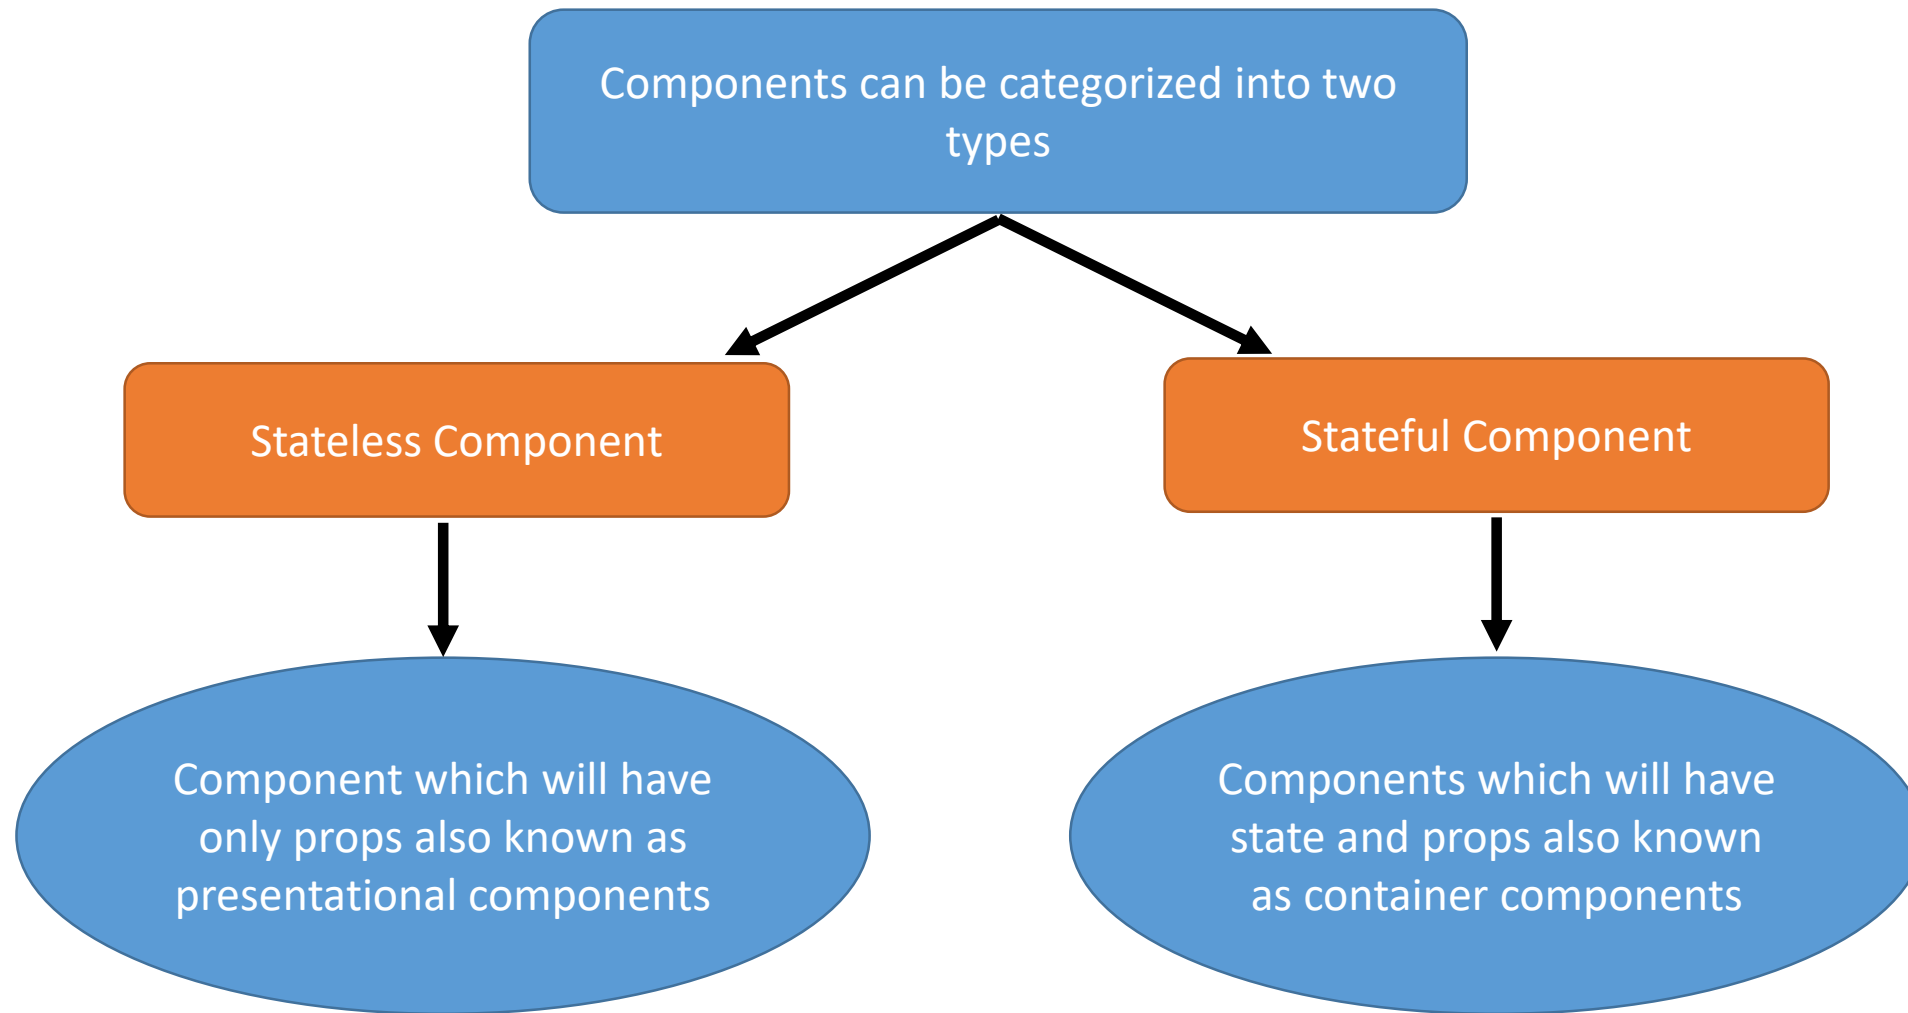 Components can be categorized into two
types
Stateless Component
Stateful Component
Component which will have
only props also known as
presentational components
Components which will have
state and props also known
as container components